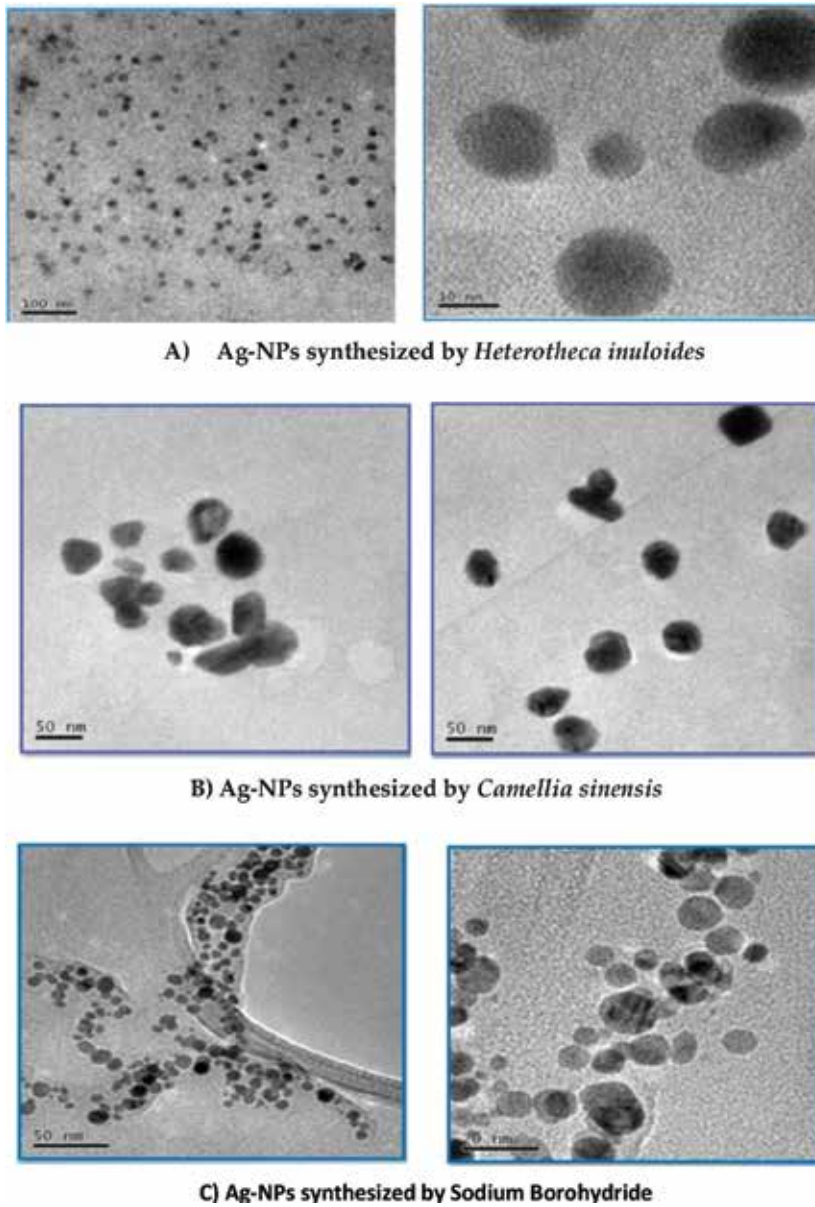 100 nm
10 nm
A) Ag-NPs synthesized by Heterotheca inuloides
50 nm
50 nm
B) Ag-NPs synthesized by Camellia sinensis
50 nm
nm
C) Ag-NPs synthesized by Sodium Borohydride